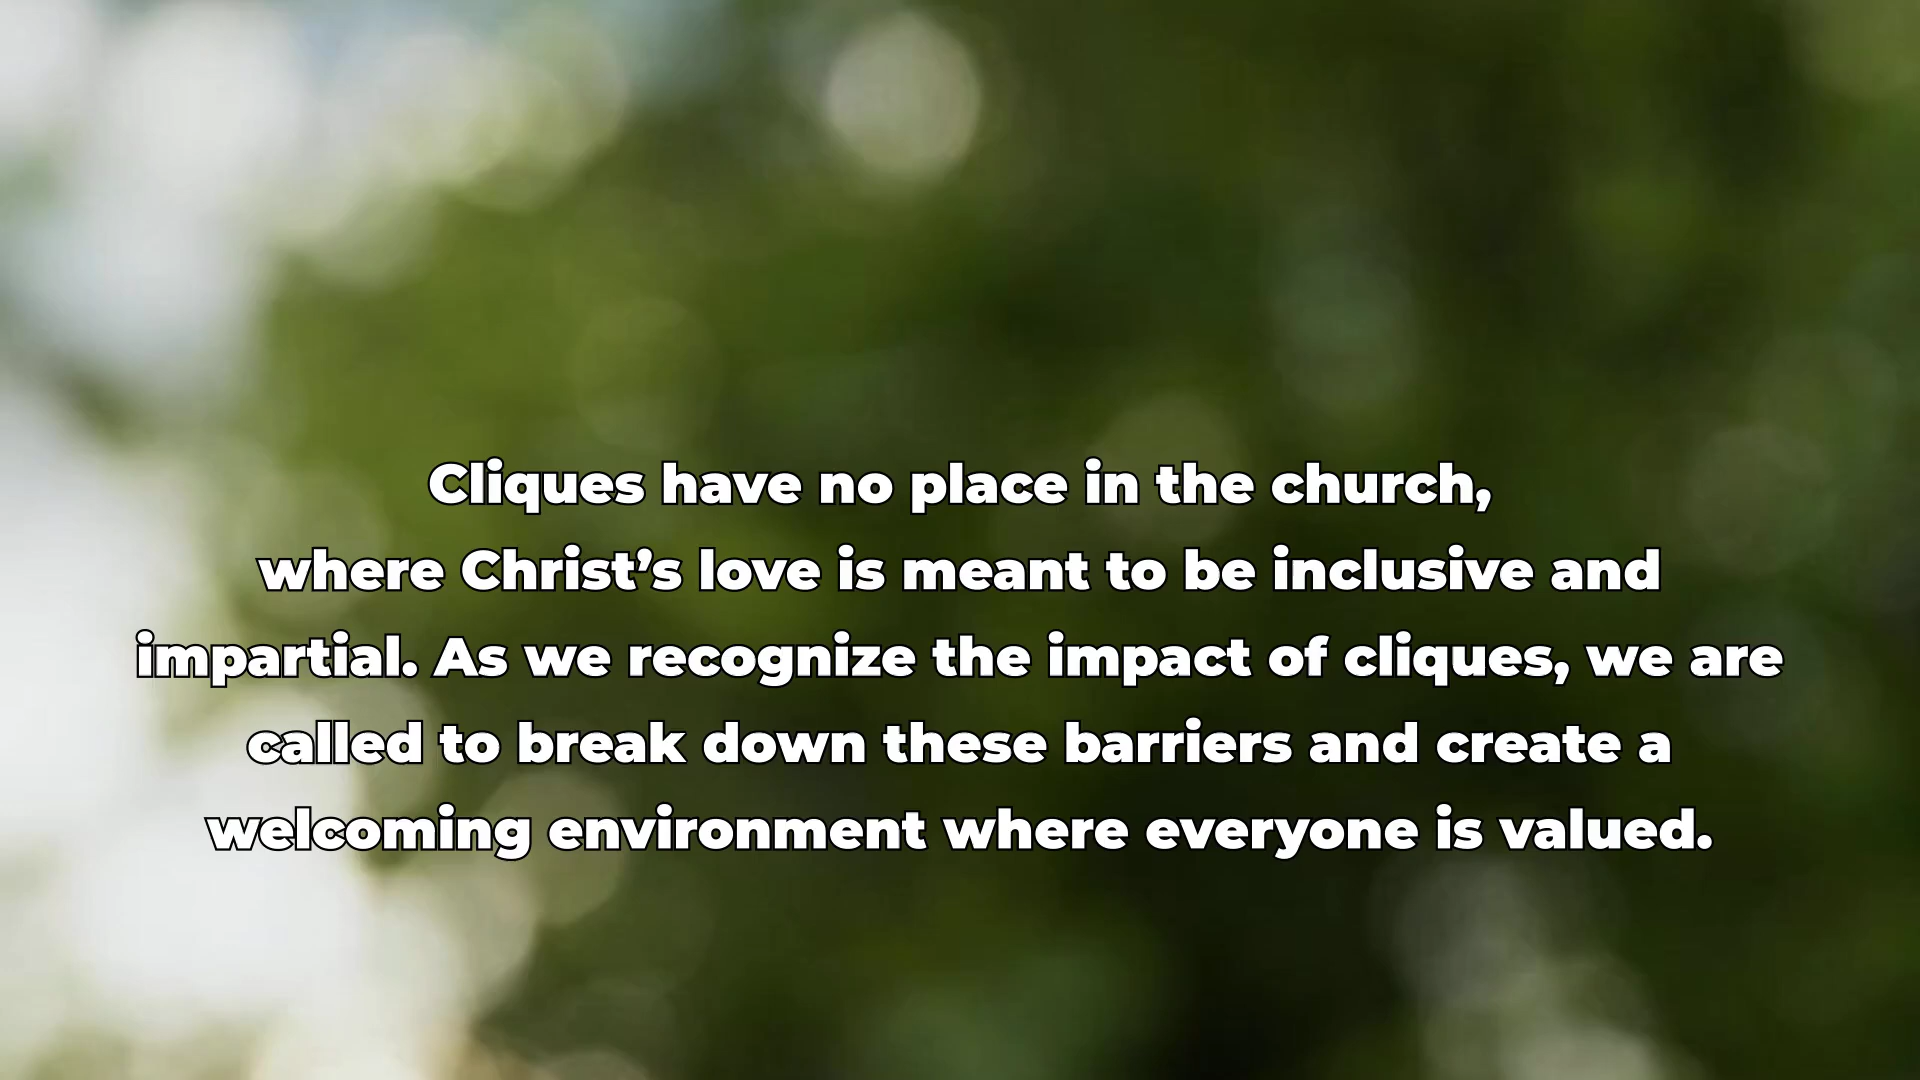 Cliques have no place in the church,
where Christ’s love is meant to be inclusive and
impartial. As we recognize the impact of cliques, we are
called to break down these barriers and create a
welcoming environment where everyone is valued.